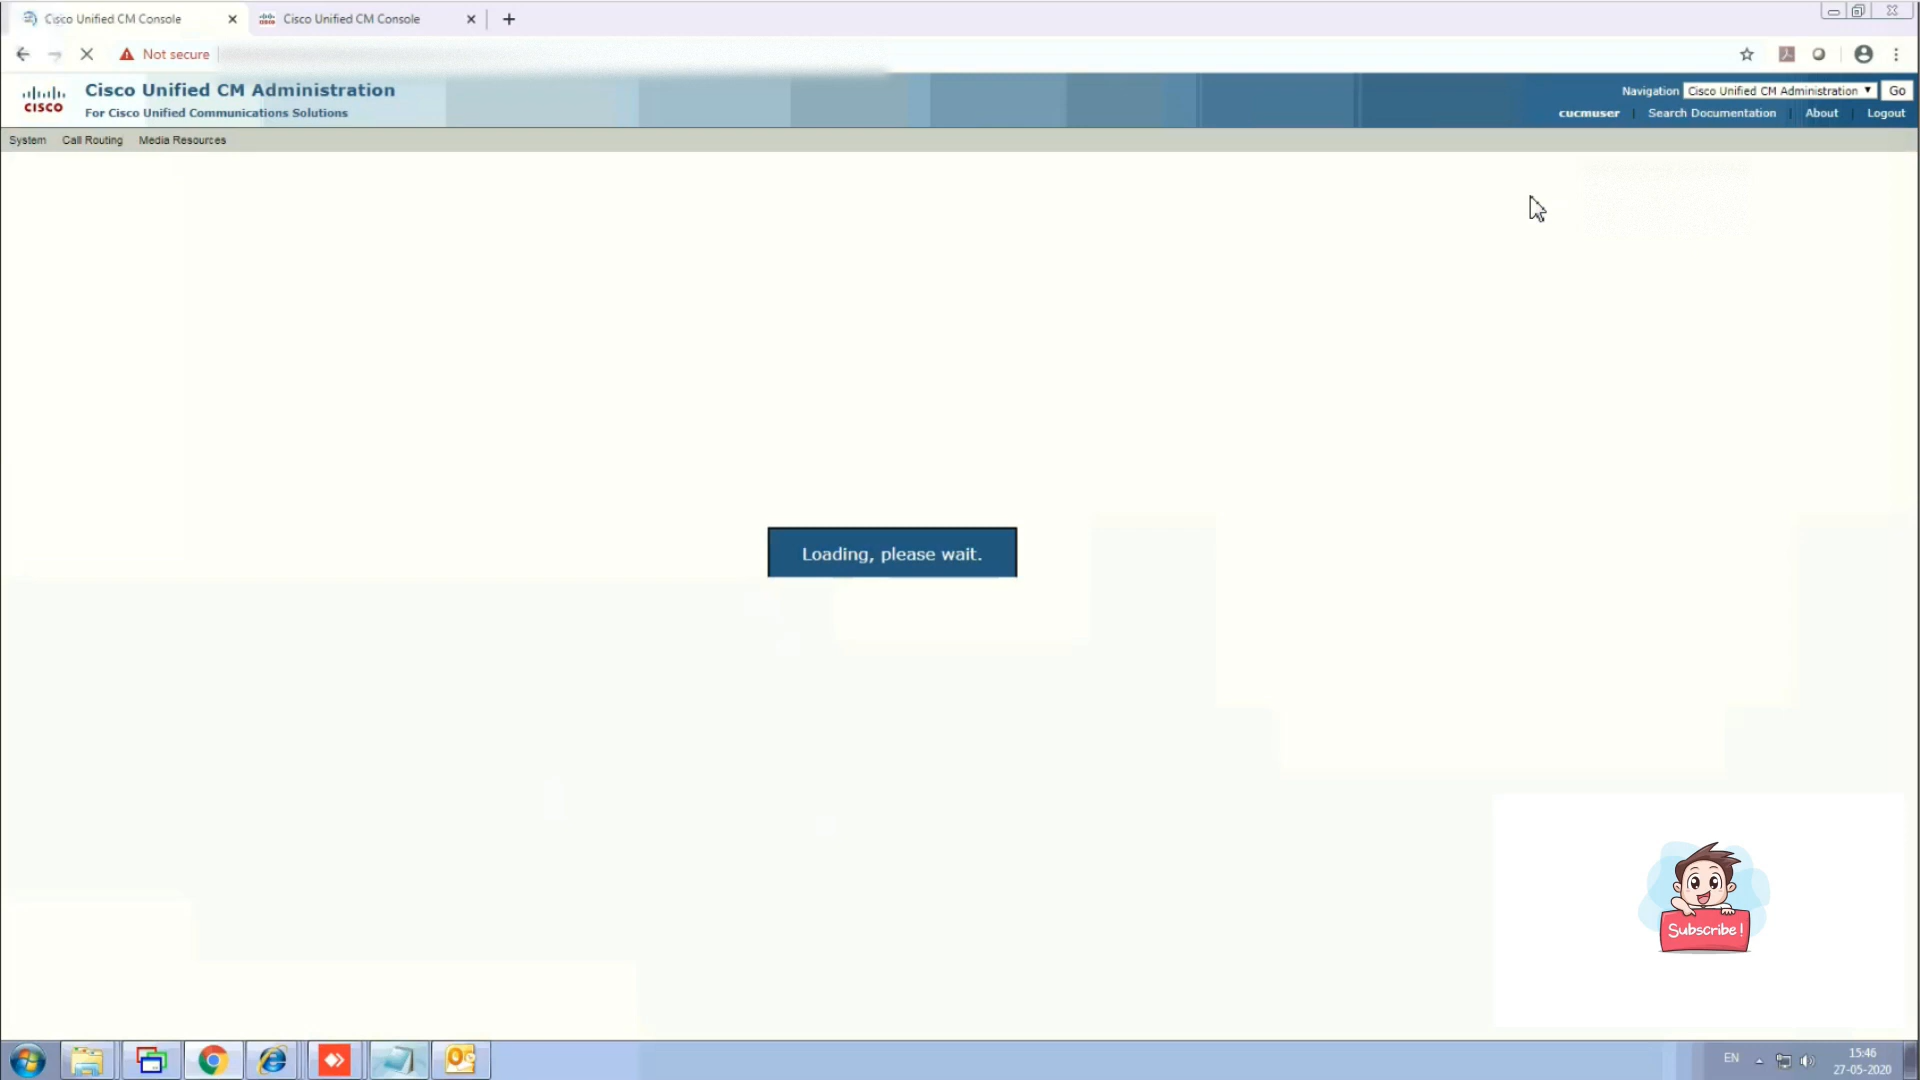 Cisco Unified CM Console
Cisco Unified CM Console
Not secure
CISCO
Cisco Unified CM Administration
For Cisco Unified Communications Solutions
Navigation Cisco Unified CM Administration Go
cucmuser Search Documentation About Logout
System Call Routing Media Resources
Loading, please wait.
Subscribe!
EN
15:46
27-05-2020